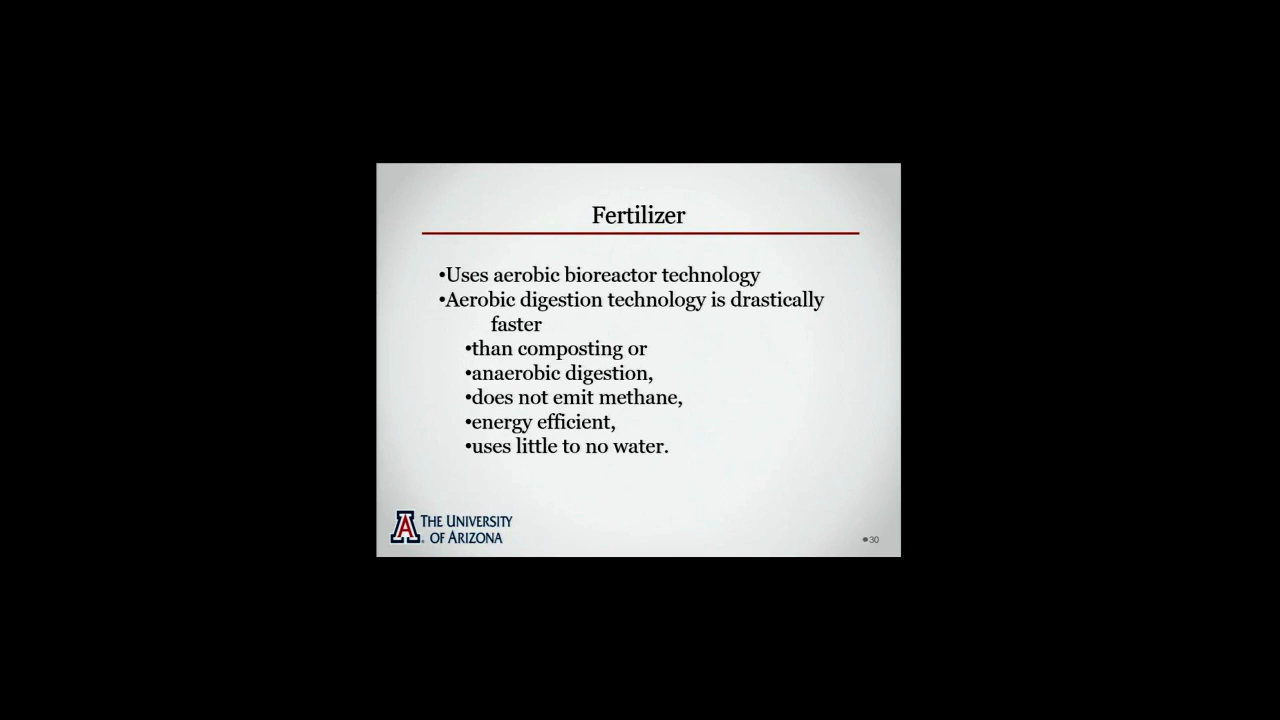 Fertilizer
•Uses aerobic bioreactor technology
•Aerobic digestion technology is drastically
faster
•than composting or
•anaerobic digestion,
•does not emit methane,
•energy efficient,
•uses little to no water.
A THE UNIVERSITY
OF ARIZONA
•30